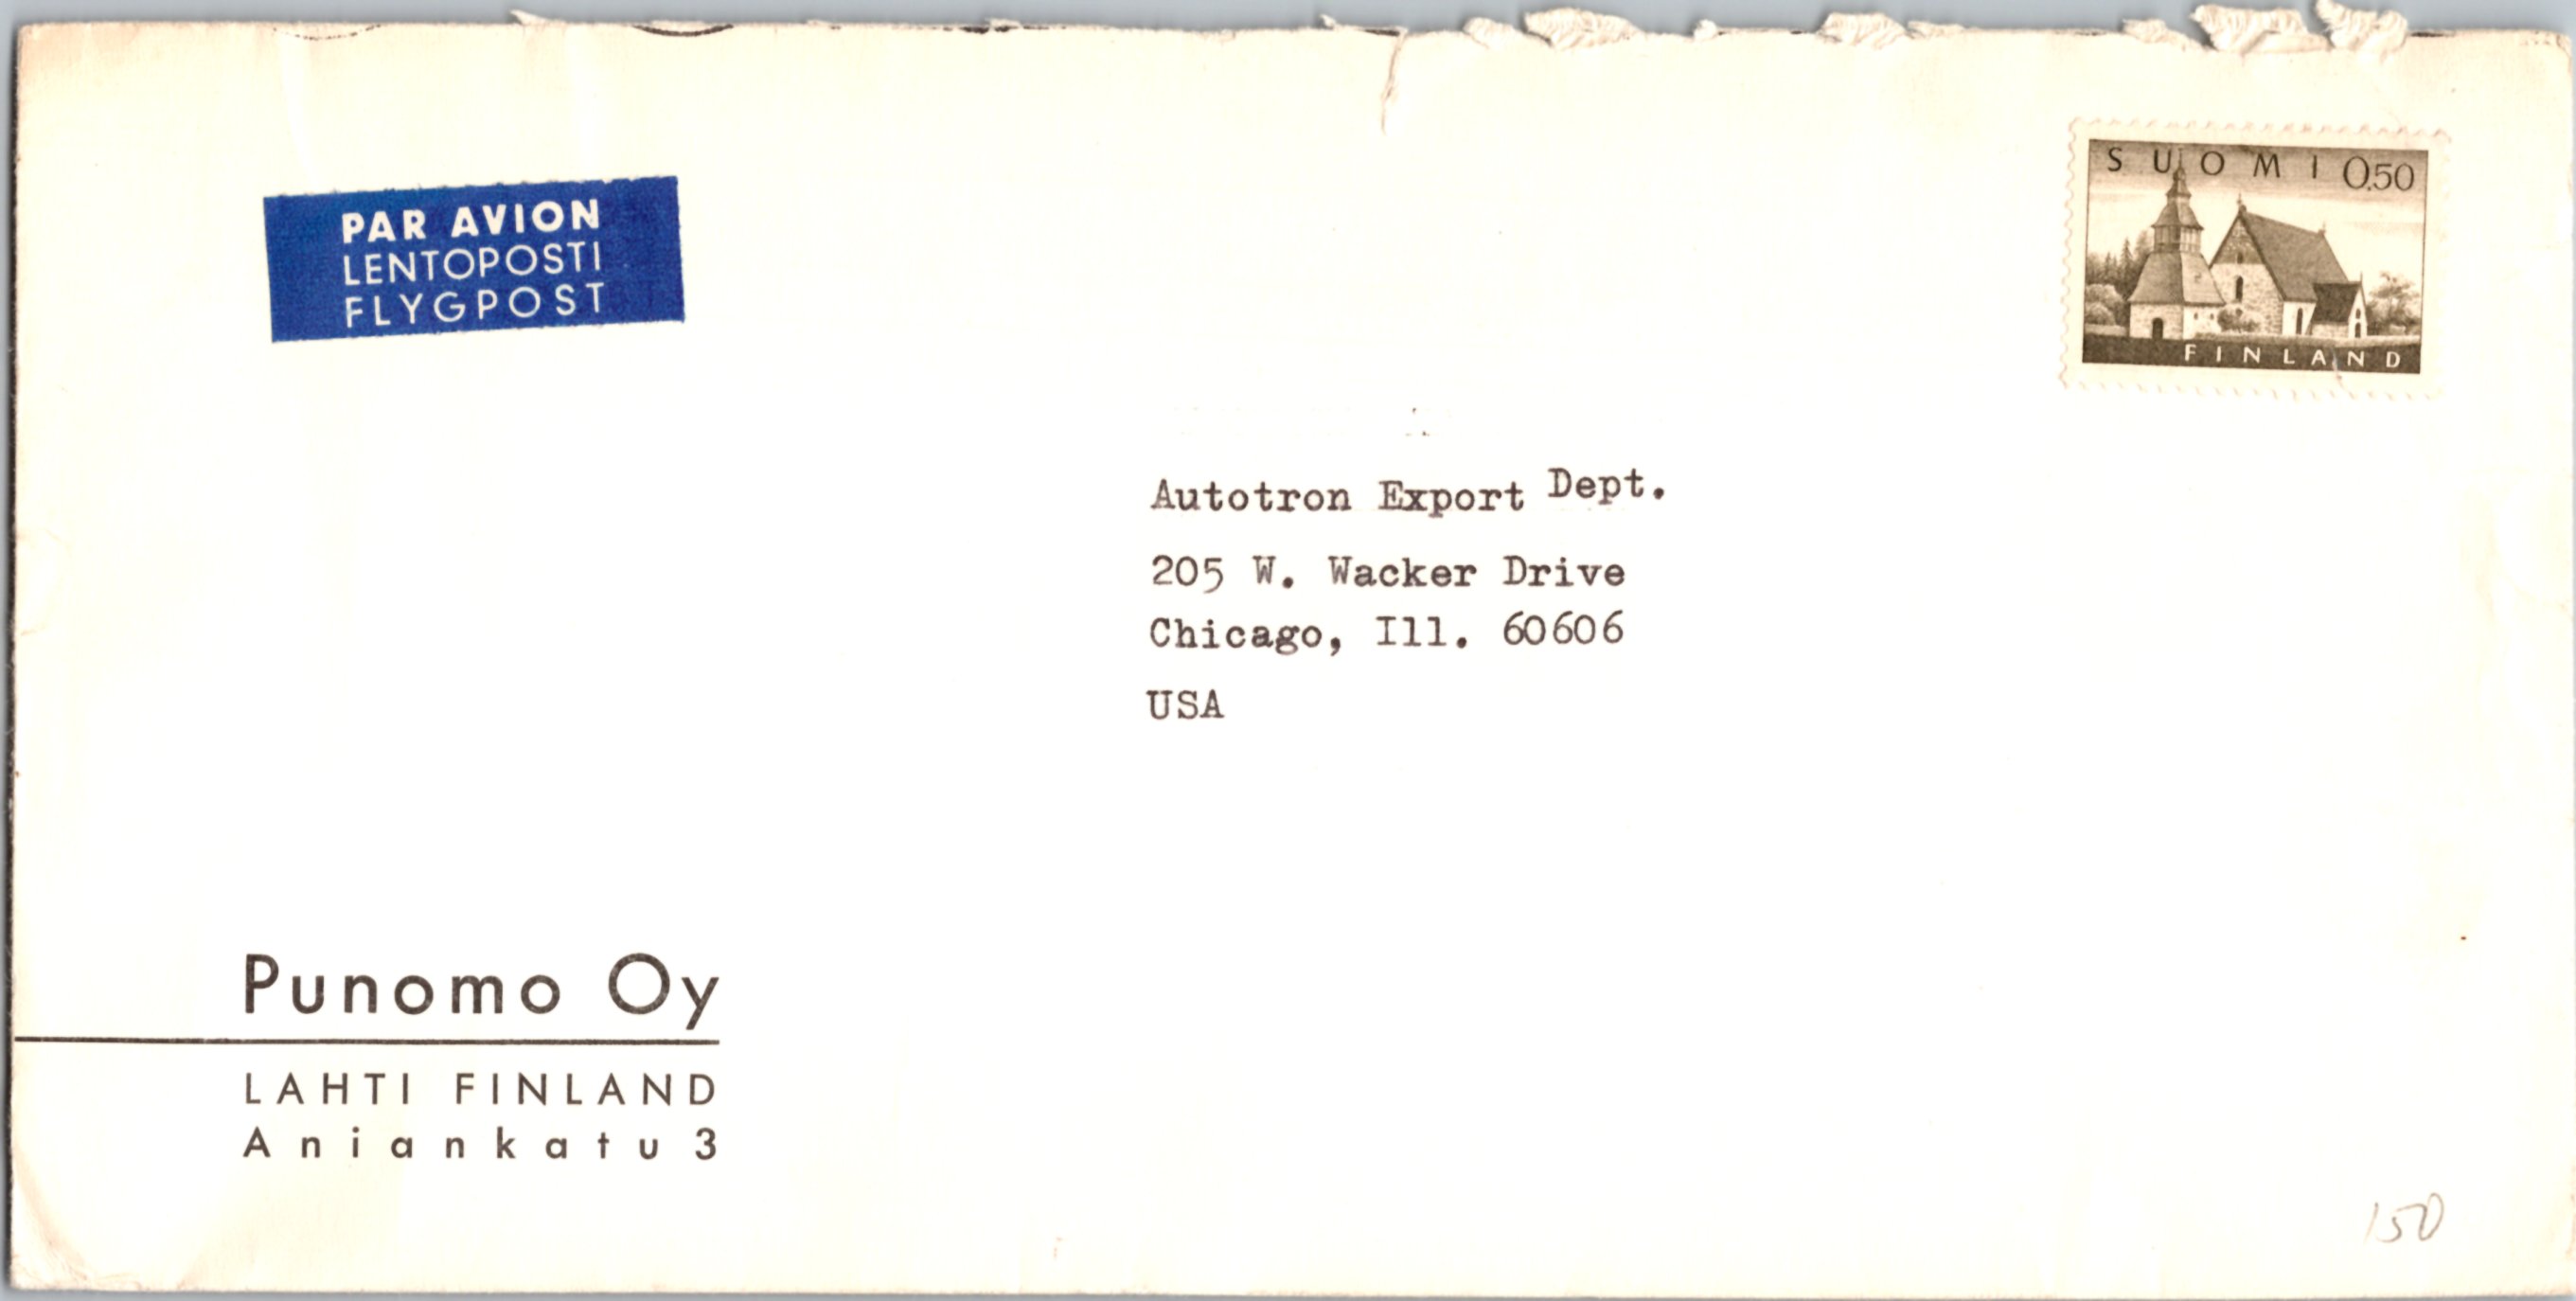 PAR AVION
LENTOPOSTI
FLYGPOST
SUOMI 0,50
FINLAND
Autotron Export Dept.
205 W. Wacker Drive
Chicago, Ill. 60606
USA
Punomo Oy
LAHTI FINLAND
Aniankatu 3
150